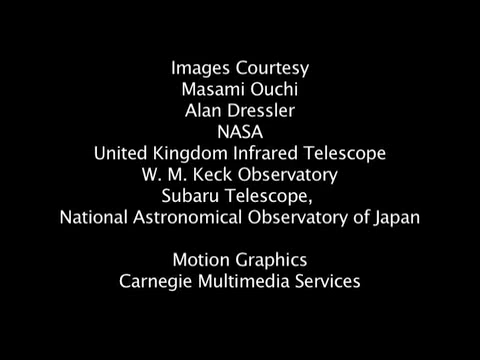 Images Courtesy
Masami Ouchi
Alan Dressler
NASA
United Kingdom Infrared Telescope
W. M. Keck Observatory
Subaru Telescope,
National Astronomical Observatory of Japan
Motion Graphics
Carnegie Multimedia Services